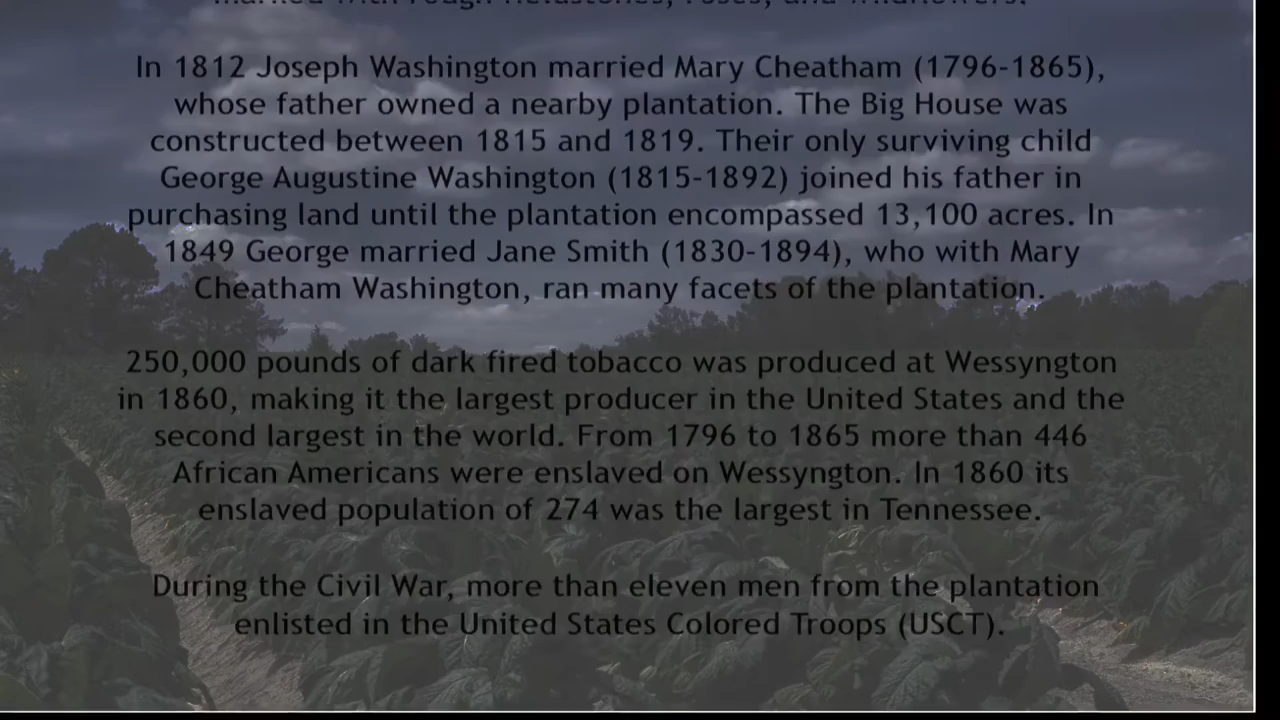 marked with rough fieldstones, roses, and wildflowers.
In 1812 Joseph Washington married Mary Cheatham (1796-1865),
whose father owned a nearby plantation. The Big House was
constructed between 1815 and 1819. Their only surviving child
George Augustine Washington (1815-1892) joined his father in
purchasing land until the plantation encompassed 13,100 acres. In
1849 George married Jane Smith (1830-1894), who with Mary
Cheatham Washington, ran many facets of the plantation.
250,000 pounds of dark fired tobacco was produced at Wessyngton
in 1860, making it the largest producer in the United States and the
second largest in the world. From 1796 to 1865 more than 446
African Americans were enslaved on Wessyngton. In 1860 its
enslaved population of 274 was the largest in Tennessee.
During the Civil War, more than eleven men from the plantation
enlisted in the United States Colored Troops (USCT).